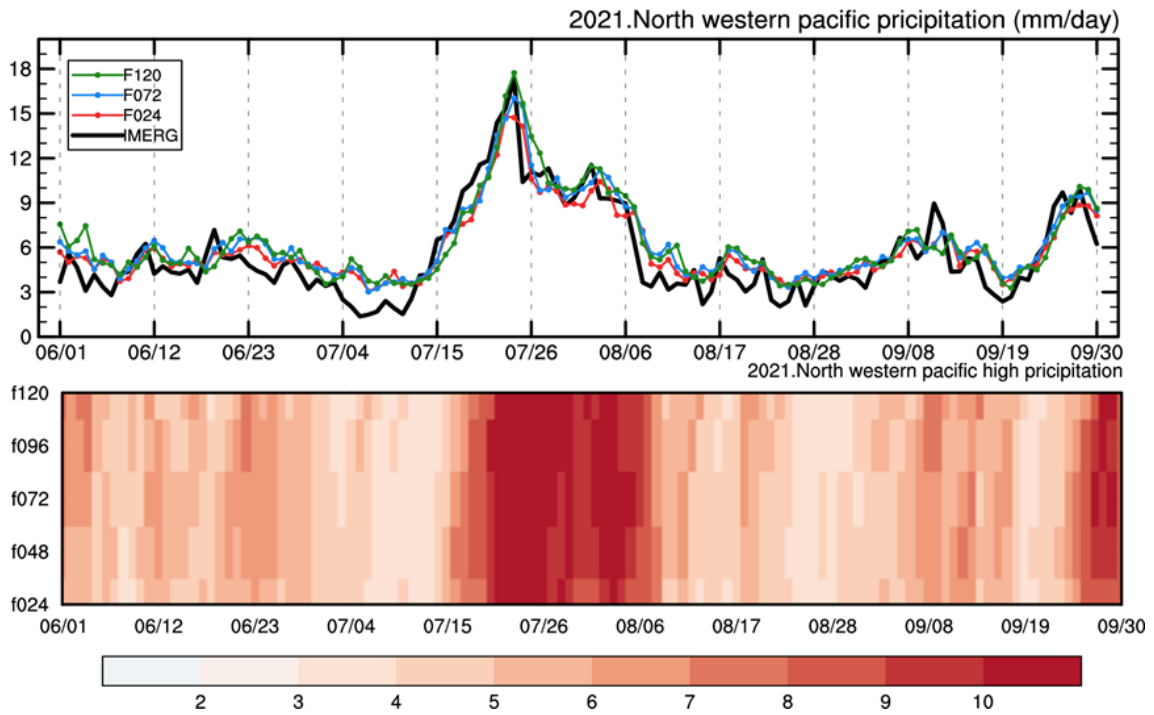 2021.North western pacific pricipitation (mm/day)
18
15
12
9
6
3
0
F120
F072
F024
IMERG
06/01 06/12 06/23 07/04 07/15 07/26 08/06 08/17 08/28 09/08 09/19 09/30
2021.North western pacific high pricipitation
f120
f096
f072
f048
f024
06/01 06/12 06/23 07/04 07/15 07/26 08/06 08/17 08/28 09/08 09/19 09/30
2 3 4 5 6 7 8 9 10